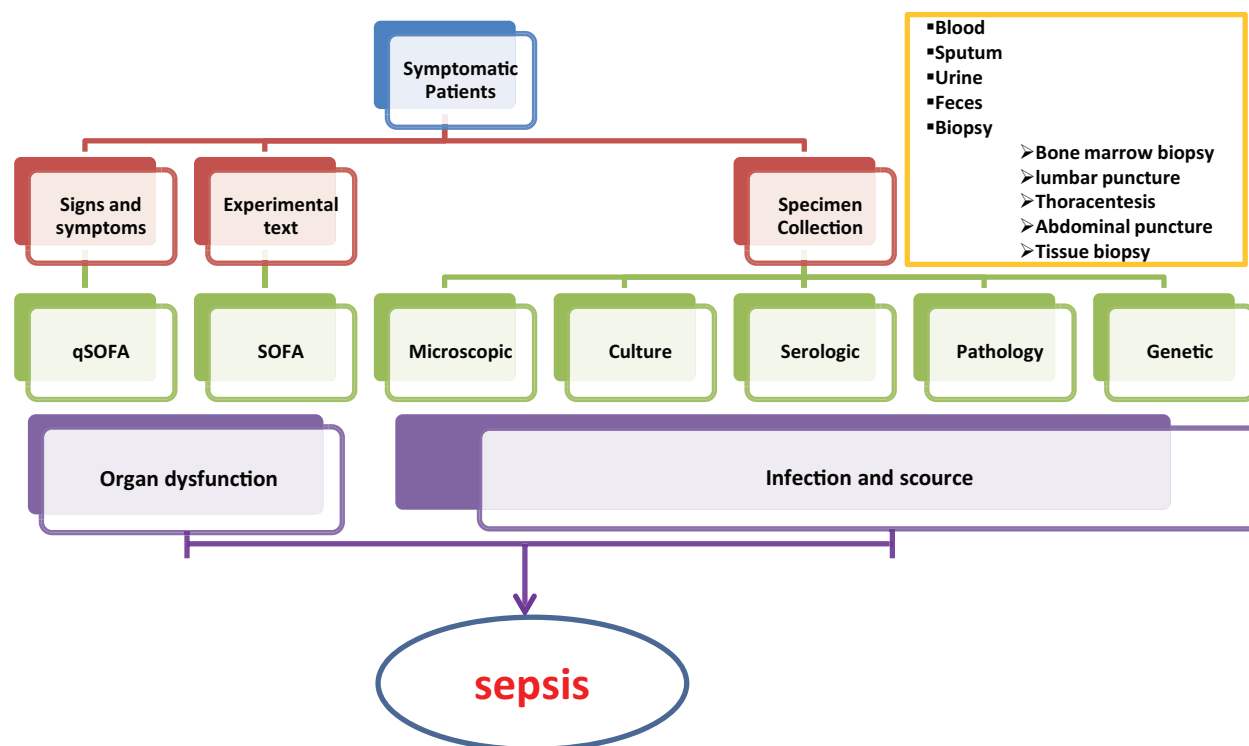 Symptomatic
Patients
▪Blood
▪Sputum
▪Urine
▪Feces
▪Biopsy
➢Bone marrow biopsy
➢lumbar puncture
➢Thoracentesis
➢Abdominal puncture
➢Tissue biopsy
Signs and
symptoms
Experimental
text
Specimen
Collection
qSOFA
SOFA
Microscopic
Culture
Serologic
Pathology
Genetic
Organ dysfunction
Infection and scource
sepsis